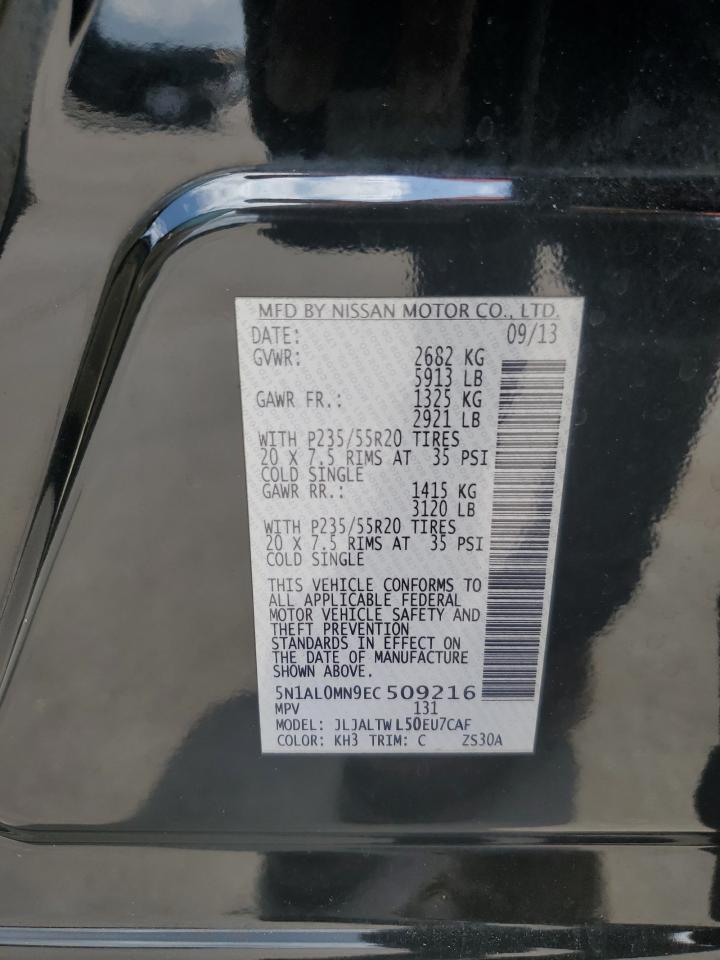 MFD BY NISSAN MOTOR CO., LTD.
DATE: 09/13
GVWR: 2682 KG
5913 LB
GAWR FR.: 1325 KG
2921 LB
WITH P235/55R20 TIRES
20 X 7.5 RIMS AT 35 PSI
COLD SINGLE
GAWR RR.: 1415 KG
3120 LB
WITH P235/55R20 TIRES
20 X 7.5 RIMS AT 35 PSI
COLD SINGLE
THIS VEHICLE CONFORMS TO
ALL APPLICABLE FEDERAL
MOTOR VEHICLE SAFETY AND
THEFT PREVENTION
STANDARDS IN EFFECT ON
THE DATE OF MANUFACTURE
SHOWN ABOVE.
5N1AL0MN9EC509216
MPV 131
MODEL: JLJALTWL50EU7CAF
COLOR: KH3 TRIM: C ZS30A